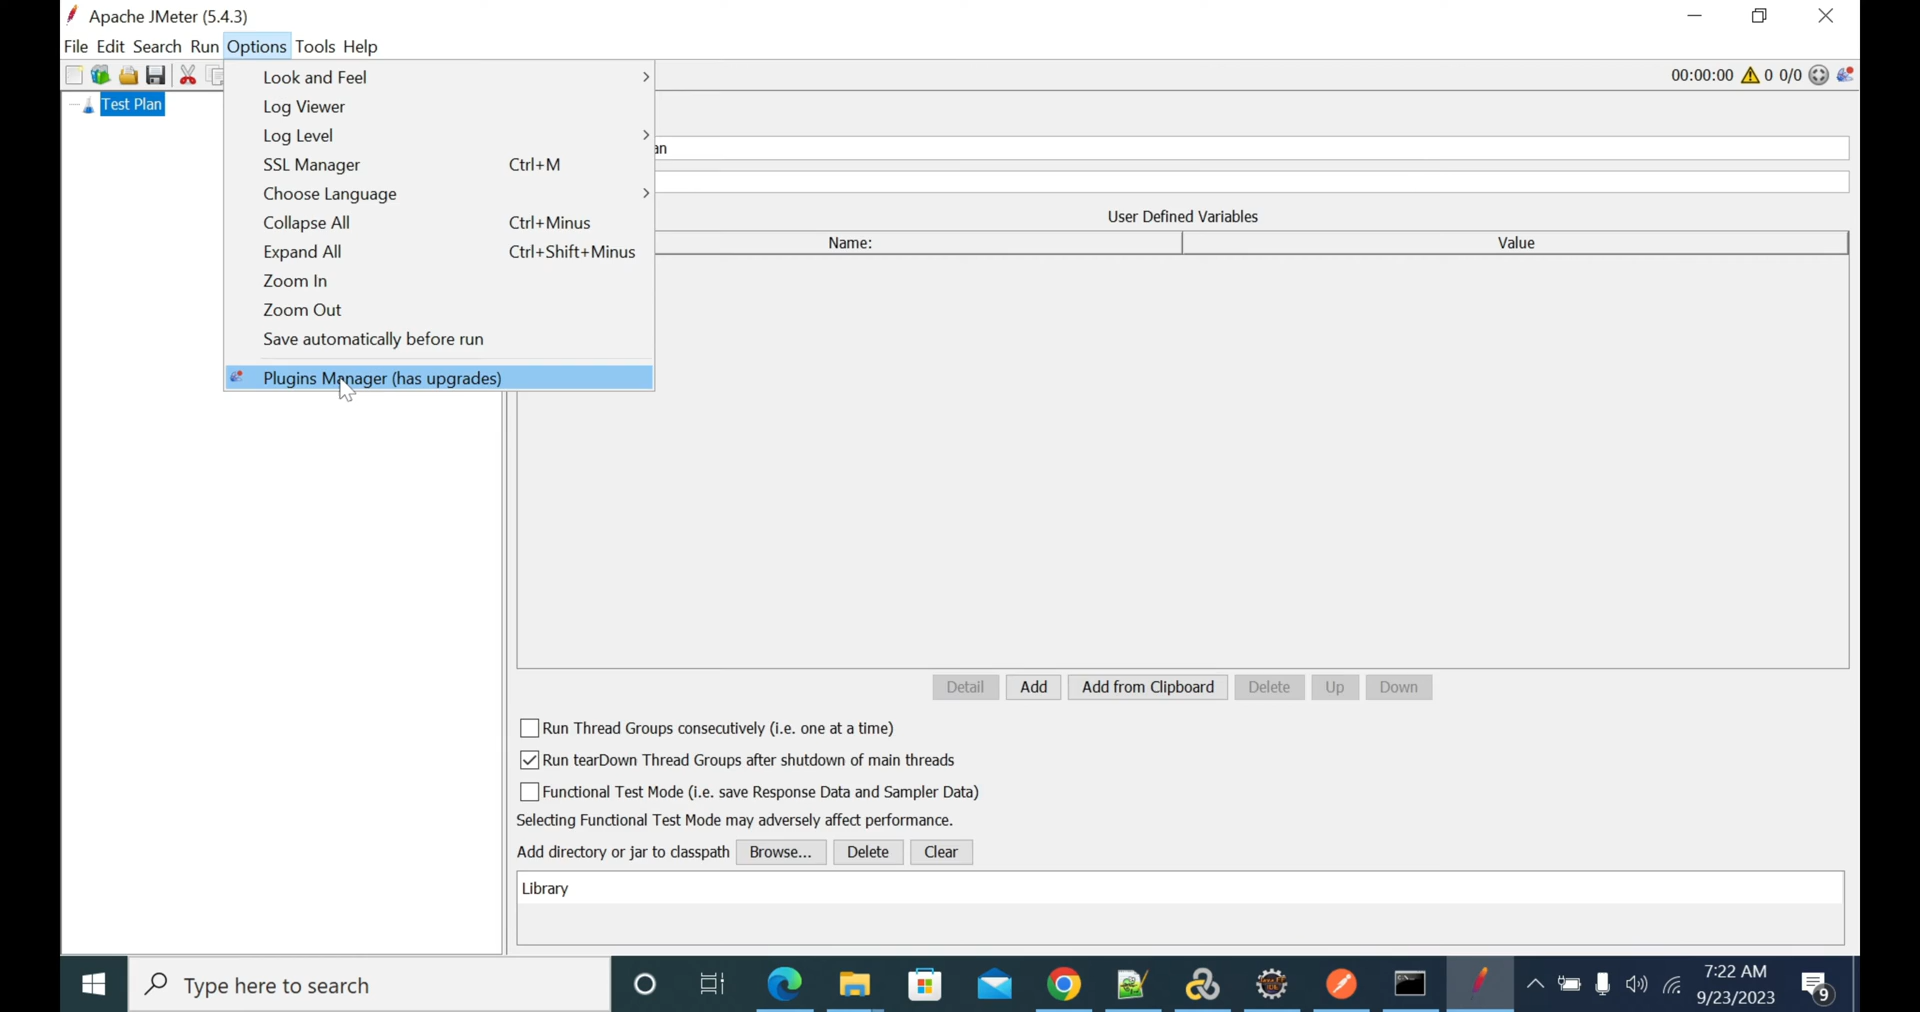 Apache JMeter (5.4.3)
File Edit Search Run Options Tools Help
00:00:00 0 0/0
Test Plan
Look and Feel
Log Viewer
Log Level
SSL Manager Ctrl+M
Choose Language
Collapse All Ctrl+Minus
Expand All Ctrl+Shift+Minus
Zoom In
Zoom Out
Save automatically before run
Plugins Manager (has upgrades)
an
User Defined Variables
Name: Value
Detail Add Add from Clipboard Delete Up Down
Run Thread Groups consecutively (i.e. one at a time)
Run tearDown Thread Groups after shutdown of main threads
Functional Test Mode (i.e. save Response Data and Sampler Data)
Selecting Functional Test Mode may adversely affect performance.
Add directory or jar to classpath Browse... Delete Clear
Library
Type here to search
7:22 AM
9/23/2023
9